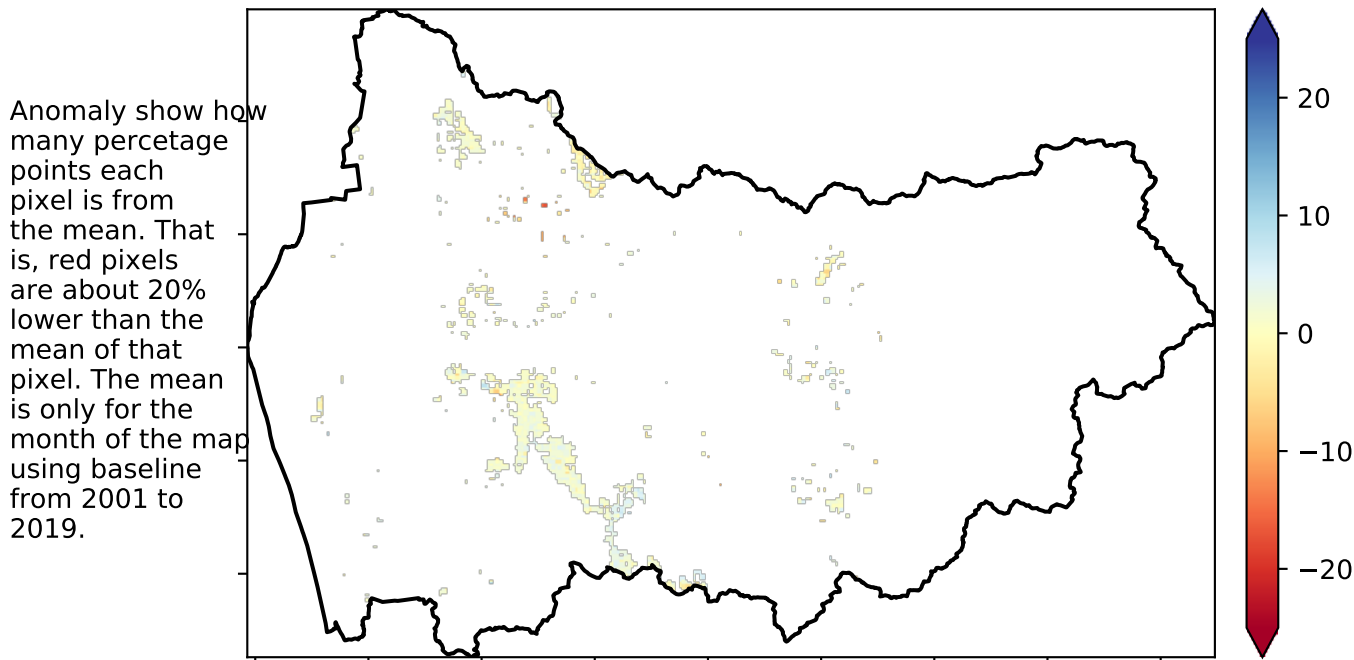 Anomaly show how
many percetage
points each
pixel is from
the mean. That
is, red pixels
are about 20%
lower than the
mean of that
pixel. The mean
is only for the
month of the map
using baseline
from 2001 to
2019.
20
10
0
−10
−20